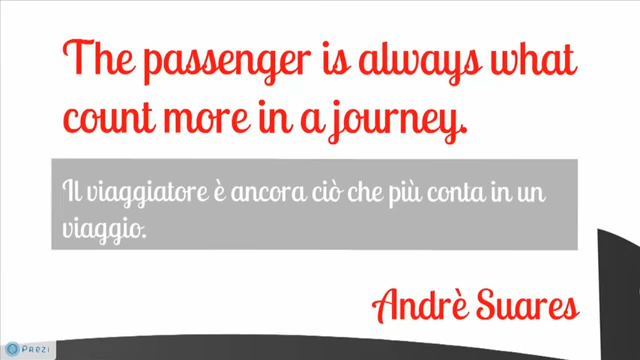 The passenger is always what
count more in a journey.
Il viaggiatore è ancora ciò che più conta in un
viaggio.
Andrè Suares
PREZI